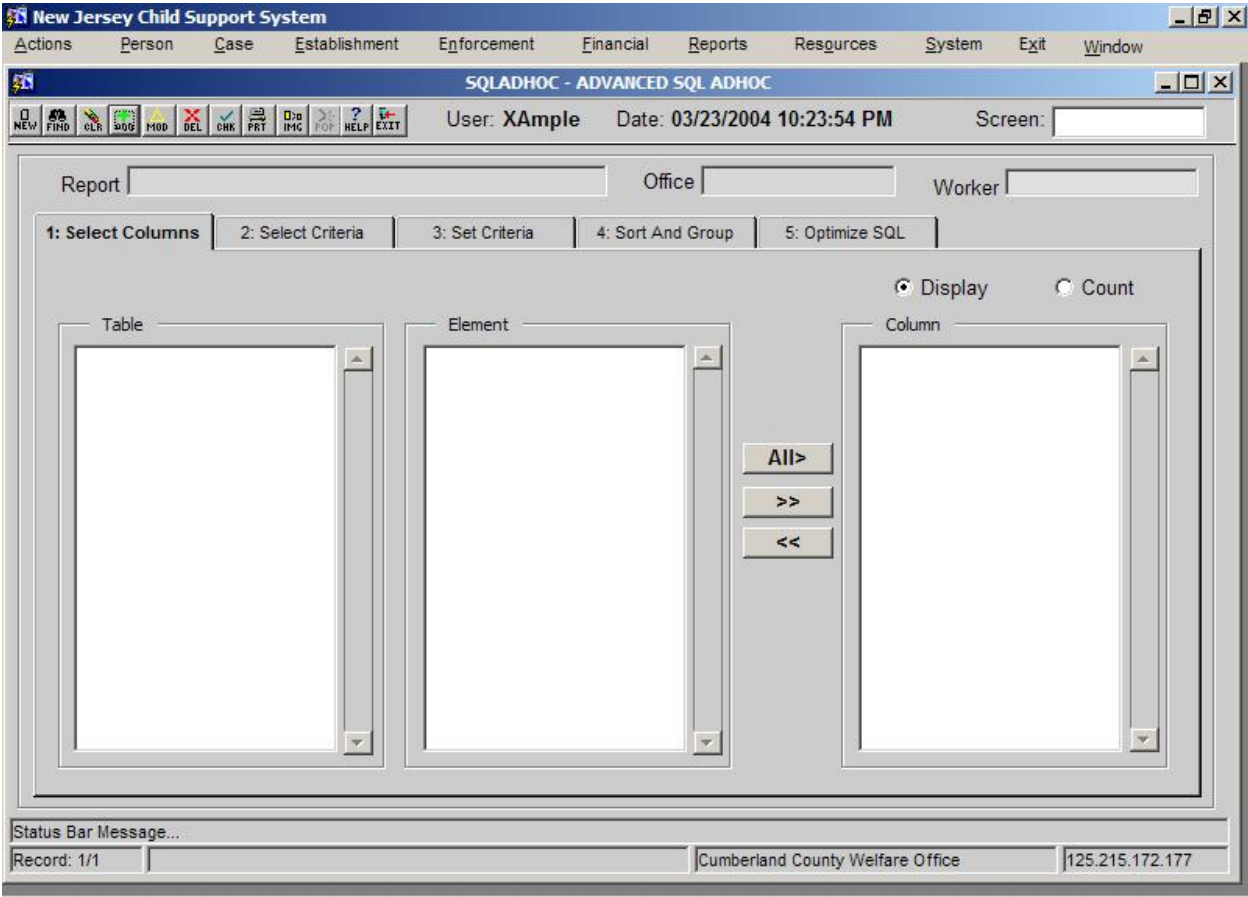 New Jersey Child Support System
Actions Person Case Establishment Enforcement Financial Reports Resources System Exit Window
SQLADHOC - ADVANCED SQL ADHOC
NEW FIND CLR MOD DEL CHK PRT IMG POP HELP EXIT User: XAmple Date: 03/23/2004 10:23:54 PM Screen:
Report Office Worker
1: Select Columns 2: Select Criteria 3: Set Criteria 4: Sort And Group 5: Optimize SQL
Display Count
Table Element Column
All>
>>
<<
Status Bar Message...
Record: 1/1 Cumberland County Welfare Office 125.215.172.177